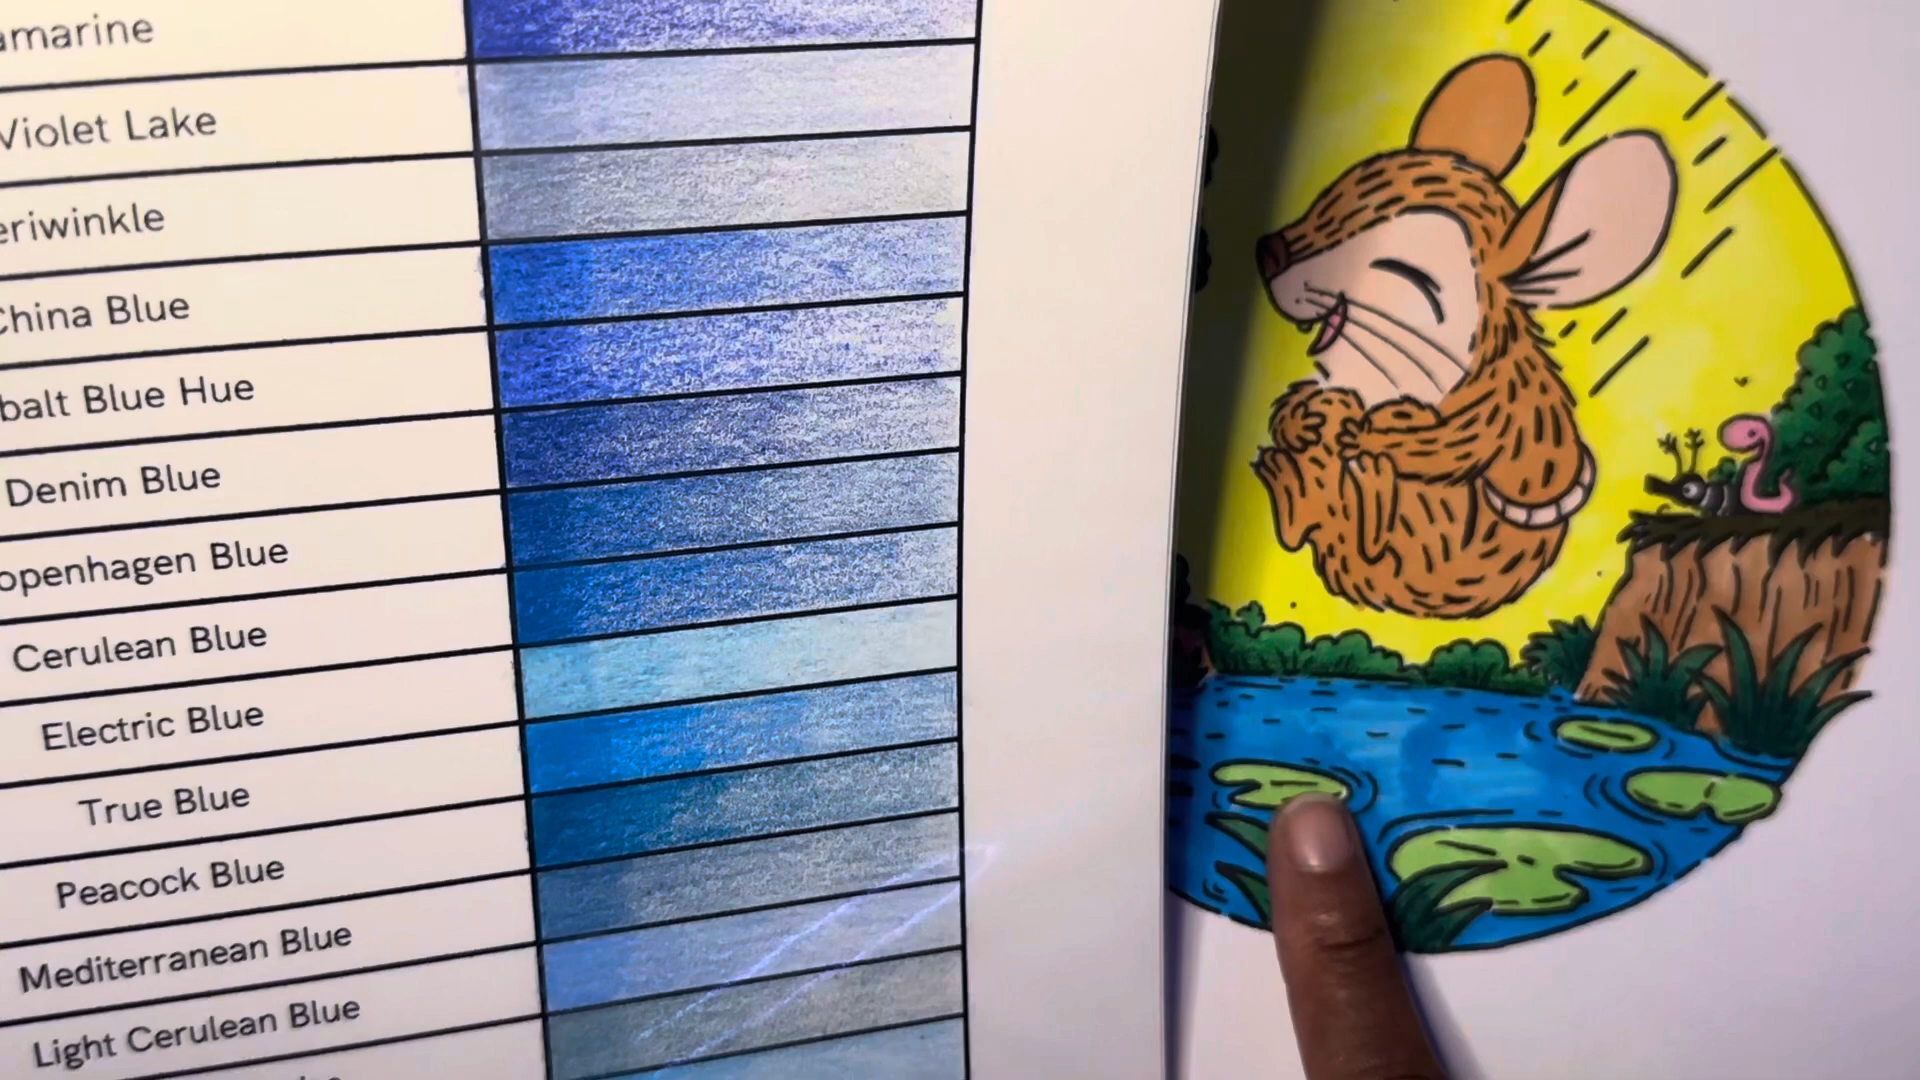 amarine
Violet Lake
eriwinkle
China Blue
balt Blue Hue
Denim Blue
openhagen Blue
Cerulean Blue
Electric Blue
True Blue
Peacock Blue
Mediterranean Blue
Light Cerulean Blue